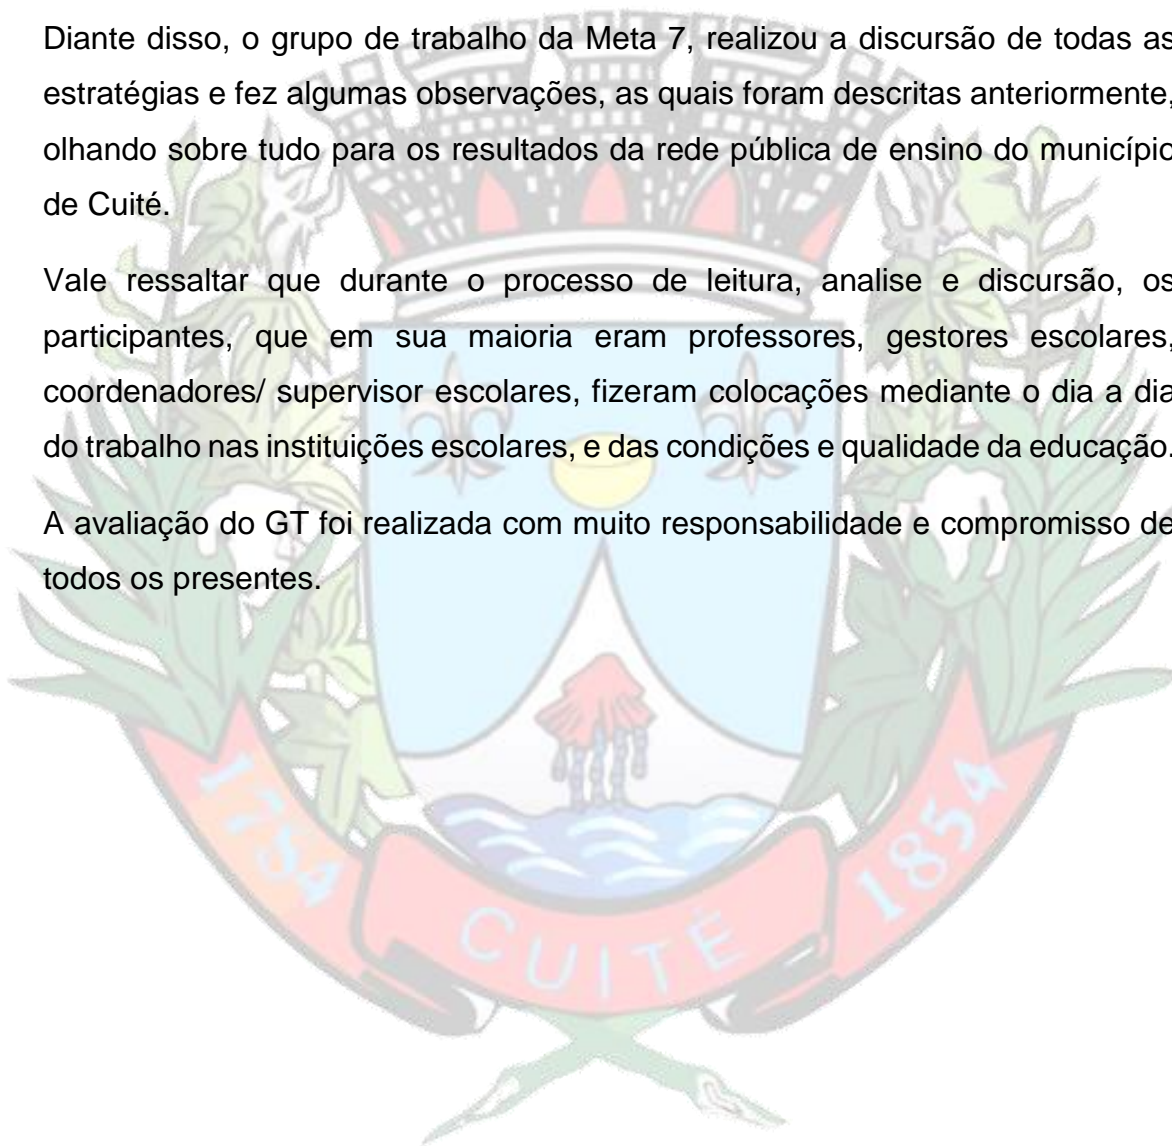 Diante disso, o grupo de trabalho da Meta 7, realizou a discursão de todas as
estratégias e fez algumas observações, as quais foram descritas anteriormente,
olhando sobre tudo para os resultados da rede pública de ensino do município
de Cuité.
Vale ressaltar que durante o processo de leitura, analise e discursão, os
participantes, que em sua maioria eram professores, gestores escolares,
coordenadores/ supervisor escolares, fizeram colocações mediante o dia a dia
do trabalho nas instituições escolares, e das condições e qualidade da educação.
A avaliação do GT foi realizada com muito responsabilidade e compromisso de
todos os presentes.
1754
CUITÉ
1854